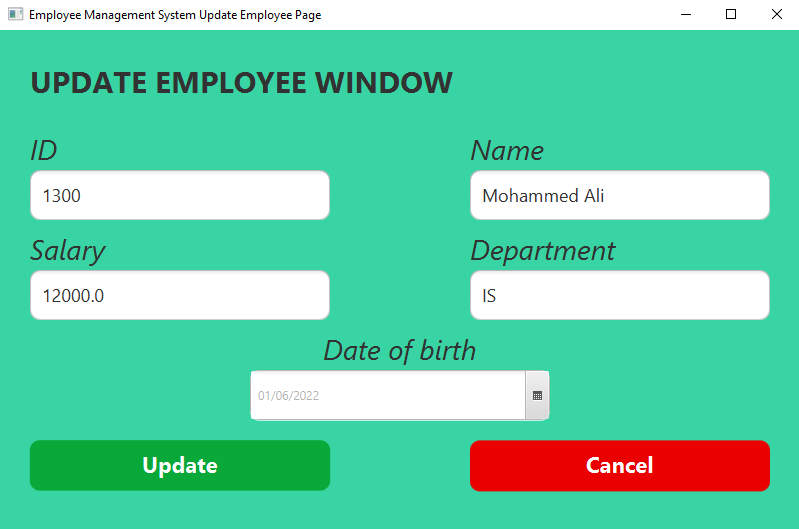 Employee Management System Update Employee Page
UPDATE EMPLOYEE WINDOW
ID
Name
1300
Mohammed Ali
Salary
Department
12000.0
IS
Date of birth
01/06/2022
Update
Cancel